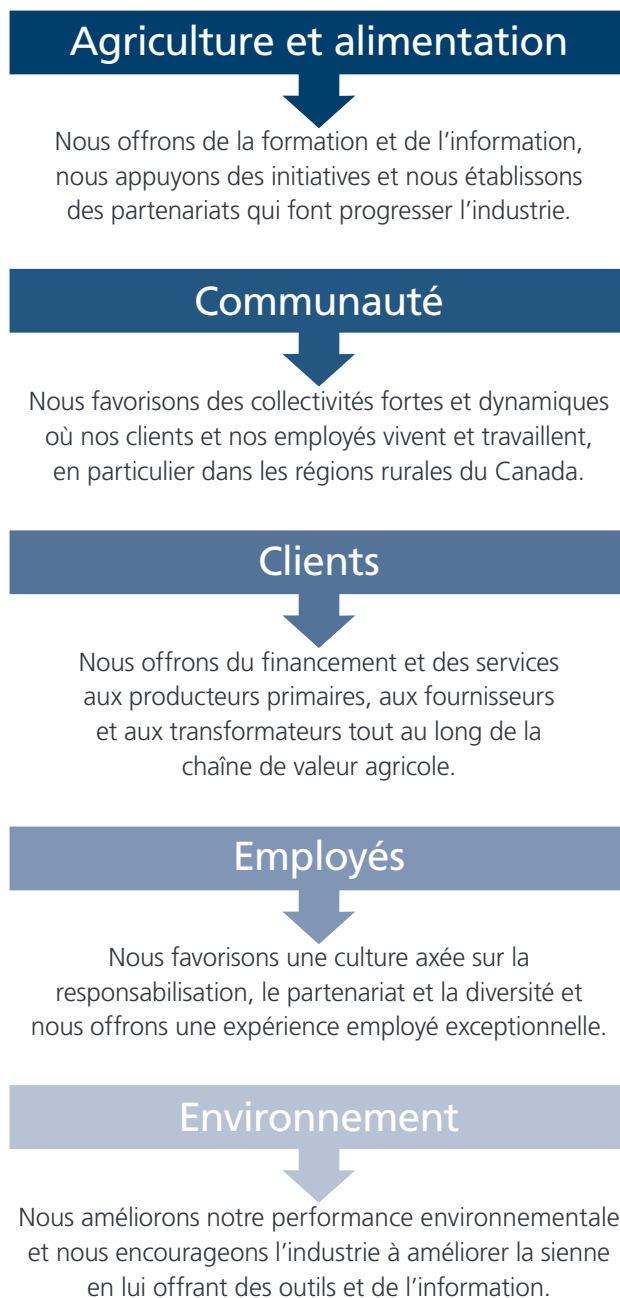 Agriculture et alimentation
Nous offrons de la formation et de l’information,
nous appuyons des initiatives et nous établissons
des partenariats qui font progresser l’industrie.
Communauté
Nous favorisons des collectivités fortes et dynamiques
où nos clients et nos employés vivent et travaillent,
en particulier dans les régions rurales du Canada.
Clients
Nous offrons du financement et des services
aux producteurs primaires, aux fournisseurs
et aux transformateurs tout au long de la
chaîne de valeur agricole.
Employés
Nous favorisons une culture axée sur la
responsabilisation, le partenariat et la diversité et
nous offrons une expérience employé exceptionnelle.
Environnement
Nous améliorons notre performance environnementale
et nous encourageons l’industrie à améliorer la sienne
en lui offrant des outils et de l’information.